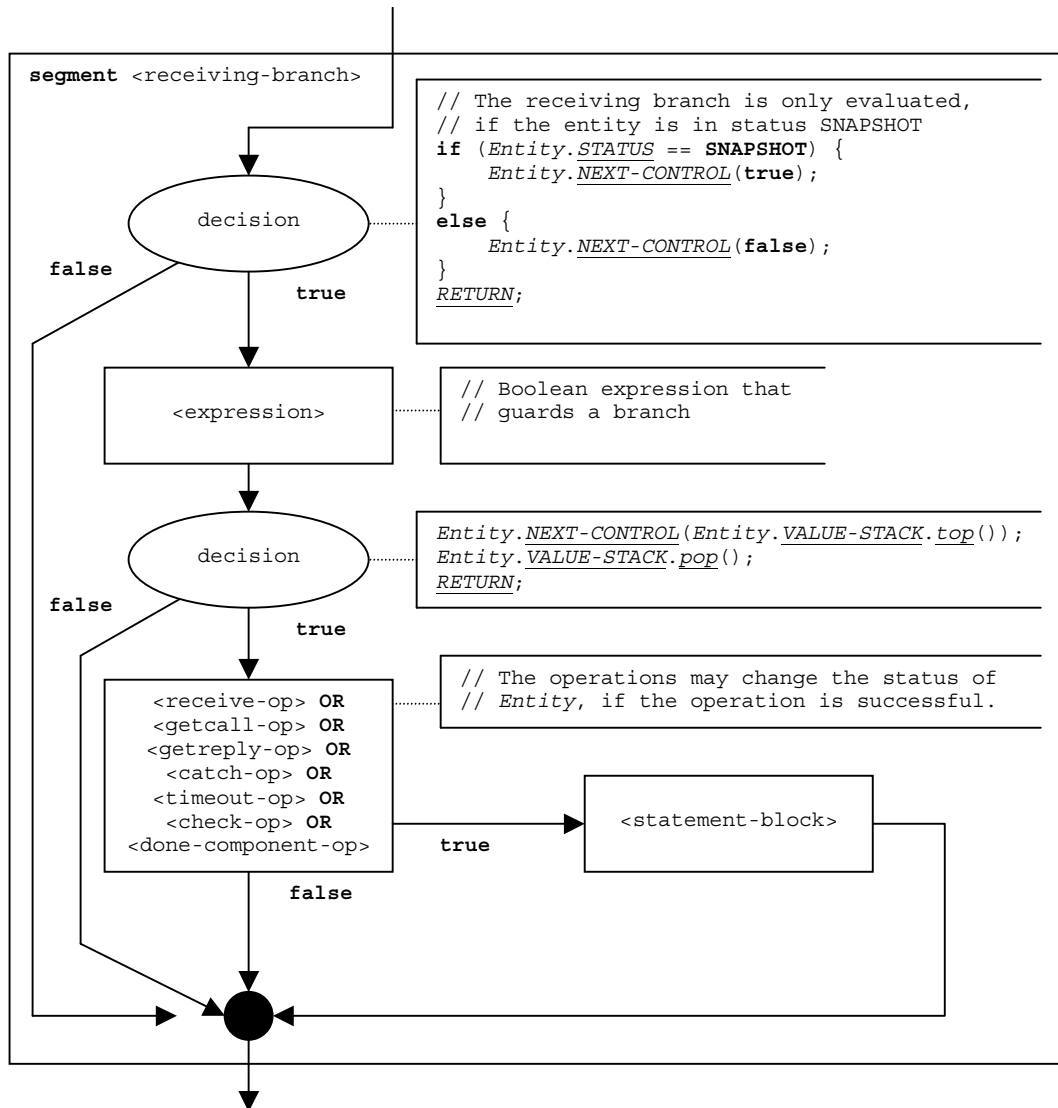 segment <receiving-branch>
// The receiving branch is only evaluated,
// if the entity is in status SNAPSHOT
if (Entity.STATUS == SNAPSHOT) {
Entity.NEXT-CONTROL(true);
}
else {
Entity.NEXT-CONTROL(false);
}
RETURN;
decision
false
true
<expression>
// Boolean expression that
// guards a branch
decision
Entity.NEXT-CONTROL(Entity.VALUE-STACK.top());
Entity.VALUE-STACK.pop();
RETURN;
false
true
// The operations may change the status of
// Entity, if the operation is successful.
<receive-op> OR
<getcall-op> OR
<getreply-op> OR
<catch-op> OR
<timeout-op> OR
<check-op> OR
<done-component-op>
true
<statement-block>
false